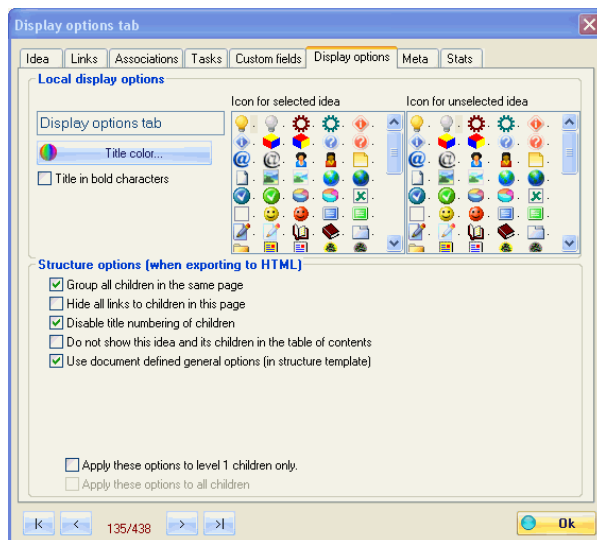 Display options tab
Idea Links Associations Tasks Custom fields Display options Meta Stats
Local display options
Icon for selected idea Icon for unselected idea
Display options tab
Title color...
Title in bold characters
Structure options (when exporting to HTML)
Group all children in the same page
Hide all links to children in this page
Disable title numbering of children
Do not show this idea and its children in the table of contents
Use document defined general options (in structure template)
Apply these options to level 1 children only.
Apply these options to all children
135/438
Ok